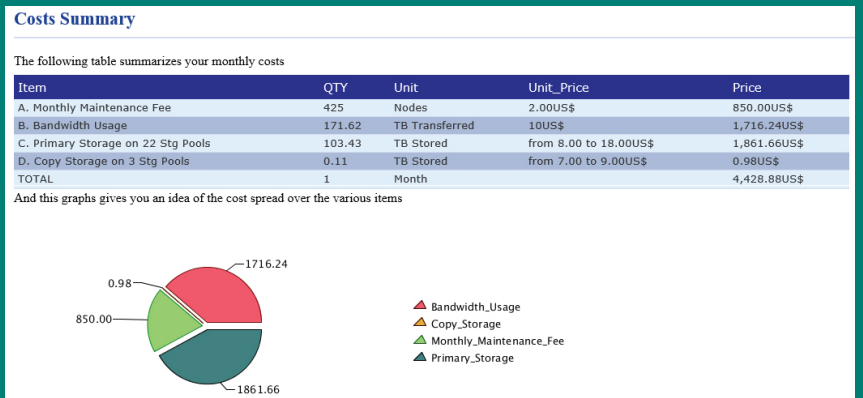 Costs Summary
The following table summarizes your monthly costs
Item QTY Unit Unit_Price Price
A. Monthly Maintenance Fee 425 Nodes 2.00US$ 850.00US$
B. Bandwidth Usage 171.62 TB Transferred 10US$ 1,716.24US$
C. Primary Storage on 22 Stg Pools 103.43 TB Stored from 8.00 to 18.00US$ 1,861.66US$
D. Copy Storage on 3 Stg Pools 0.11 TB Stored from 7.00 to 9.00US$ 0.98US$
TOTAL 1 Month 4,428.88US$
And this graphs gives you an idea of the cost spread over the various items
1716.24
0.98
850.00
1861.66
Bandwidth_Usage
Copy_Storage
Monthly_Maintenance_Fee
Primary_Storage